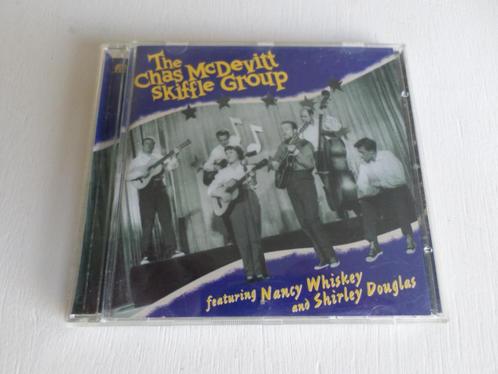 The
Chas McDevitt
Skiffle Group
featuring Nancy Whiskey
and Shirley Douglas